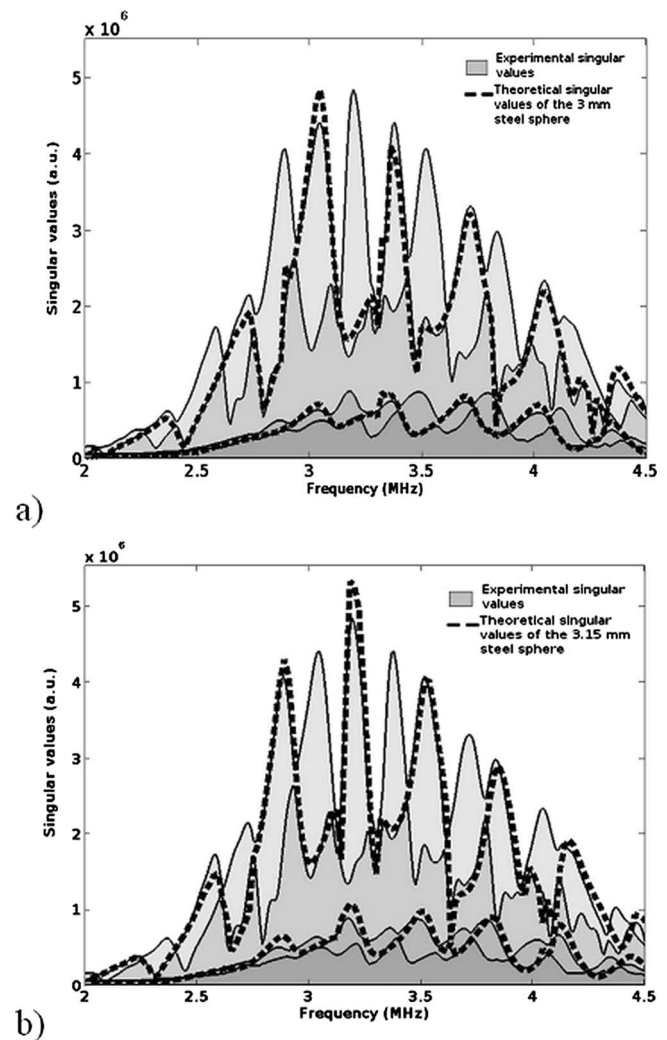 x 10⁶
5
4
3
2
1
0
2
2.5
3
3.5
4
4.5
Singular values (a.u.)
Frequency (MHz)
Experimental singular
values
Theoretical singular
values of the 3 mm
steel sphere
a)
x 10⁶
5
4
3
2
1
0
2
2.5
3
3.5
4
4.5
Singular values (a.u.)
Frequency (MHz)
Experimental singular
values
Theoretical singular
values of the 3.15 mm
steel sphere
b)